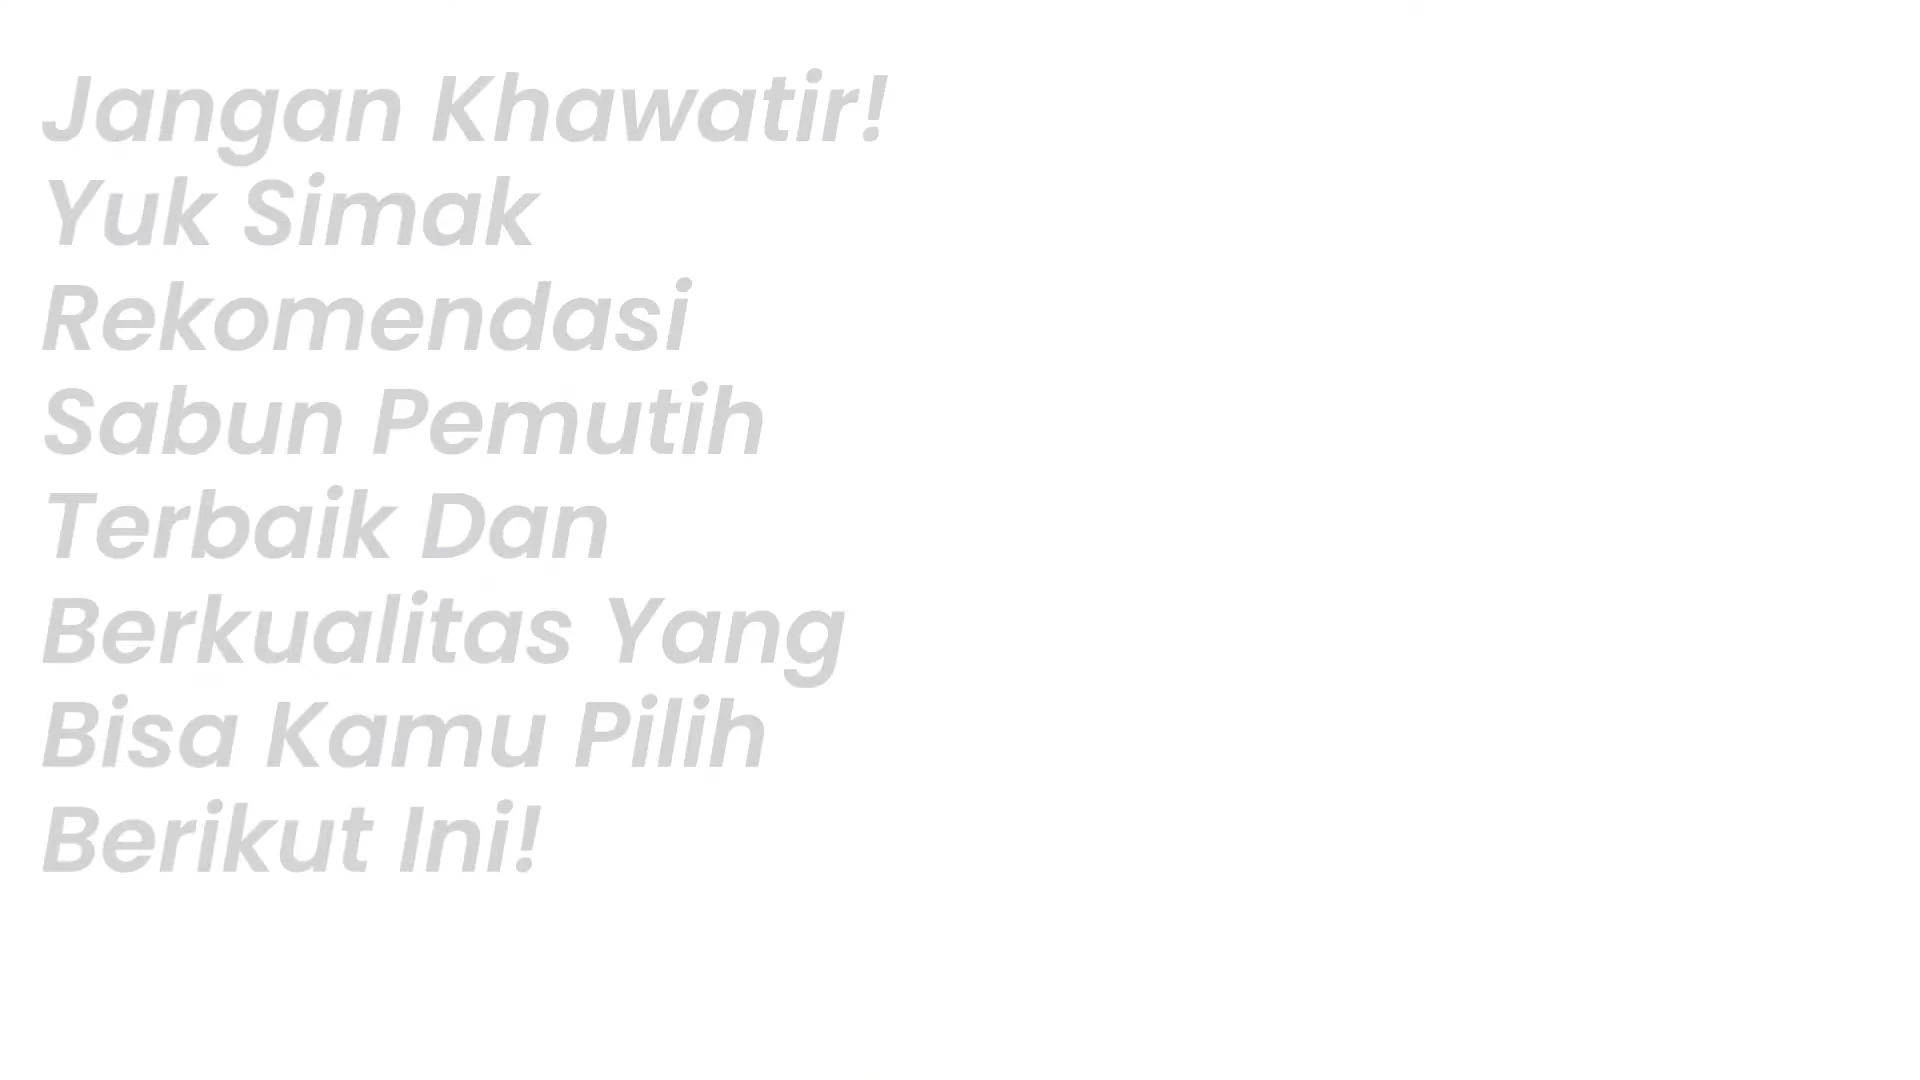 Jangan Khawatir!
Yuk Simak
Rekomendasi
Sabun Pemutih
Terbaik Dan
Berkualitas Yang
Bisa Kamu Pilih
Berikut Ini!